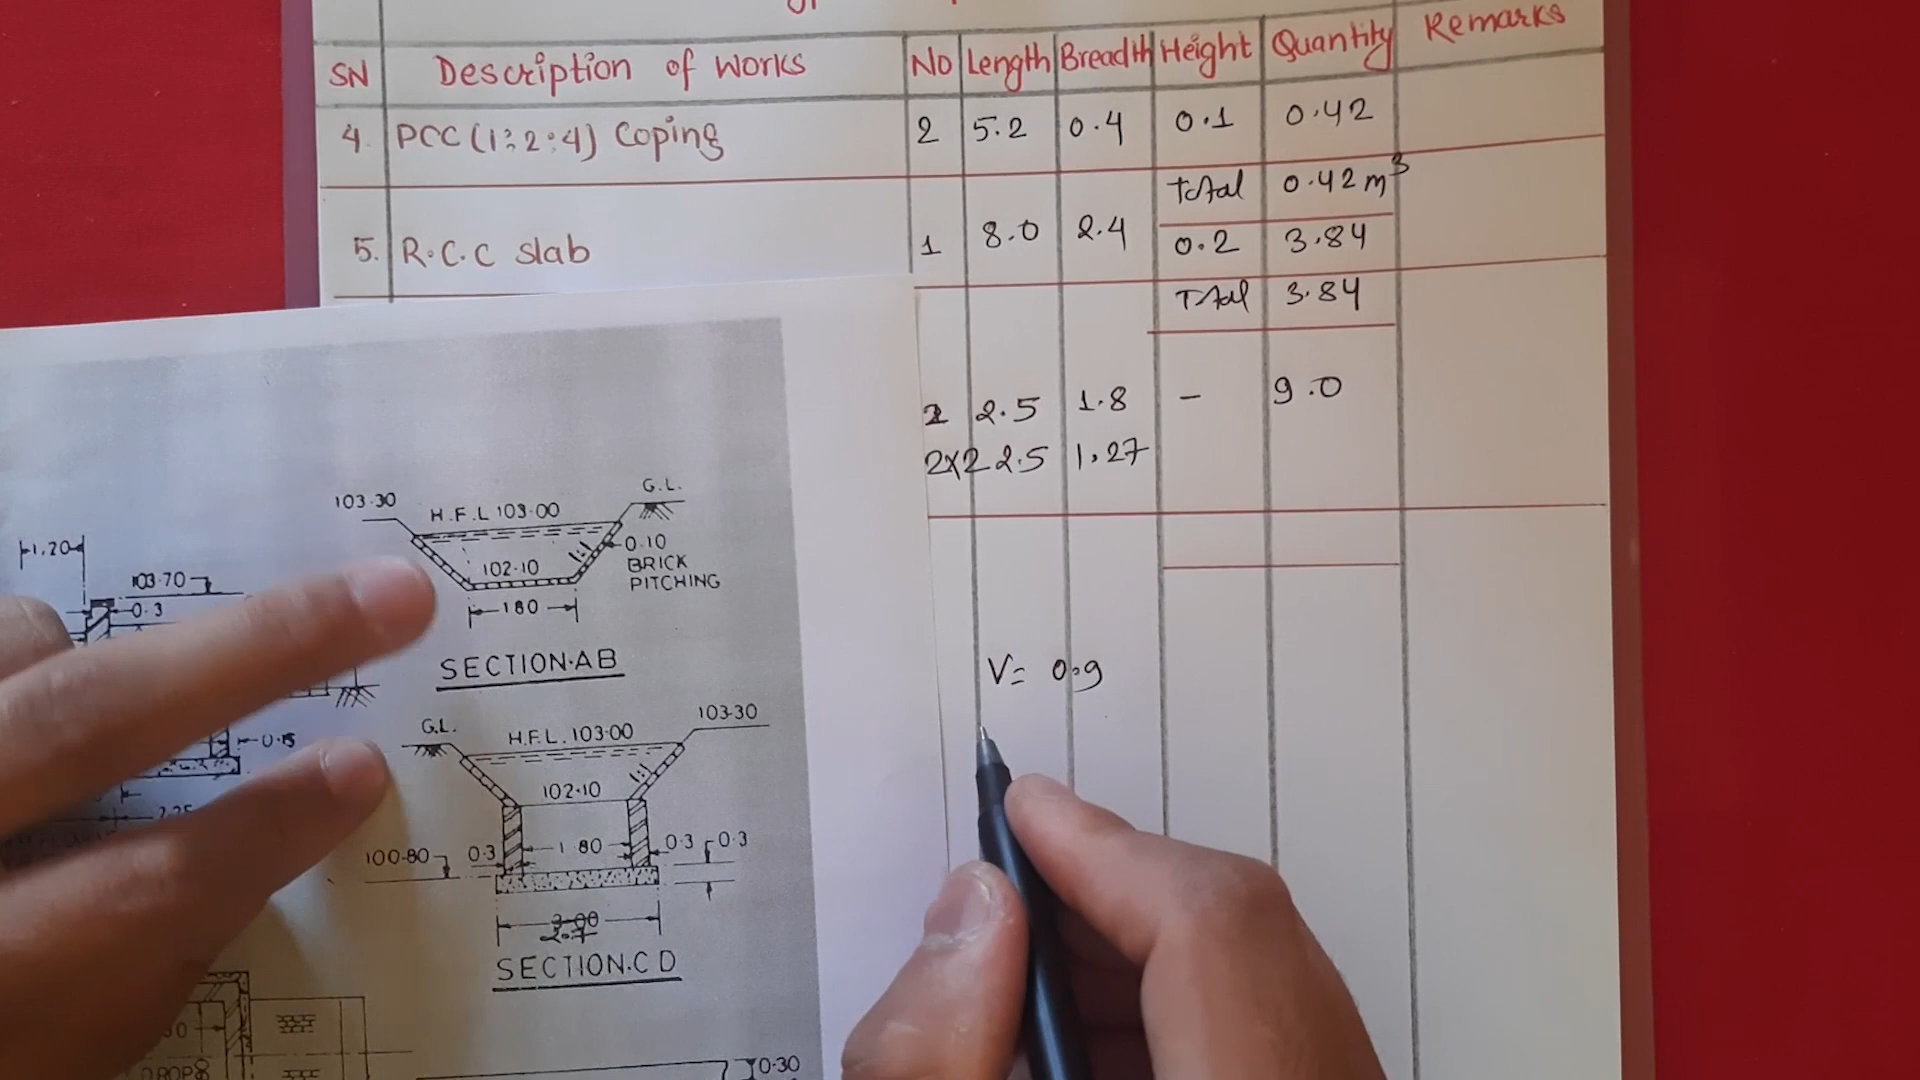 SN Description of Works No Length Breadth Height Quantity Remarks
4. PCC (1:2:4) Coping 2 5.2 0.4 0.1 0.42
Total 0.42 m³
5. R.C.C slab 1 8.0 2.4 0.2 3.84
Total 3.84
2 2.5 1.8 - 9.0
2x2 2.5 1.27
V= 0.9
1.20
103.70
0.3
0.15
103.30
H.F.L 103.00
G.L.
102.10
1:1
0.10
BRICK
PITCHING
180
SECTION.AB
G.L.
H.F.L. 103.00
103.30
102.10
1:1
100.80
0.3
1 80
0.3
0.3
3.00
2.7
SECTION.C D
0.30